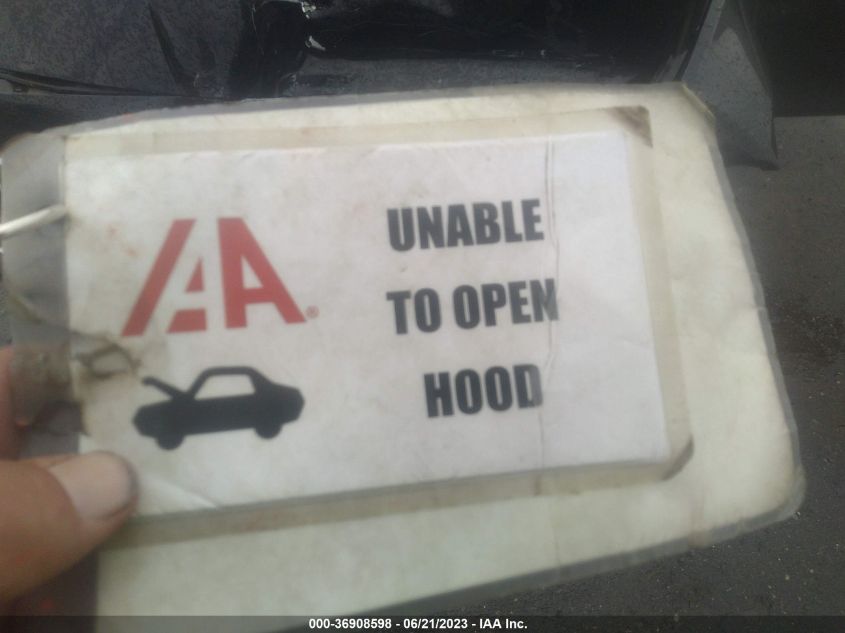 IAA®
UNABLE
TO OPEN
HOOD
000-36908598 - 06/21/2023 - IAA Inc.